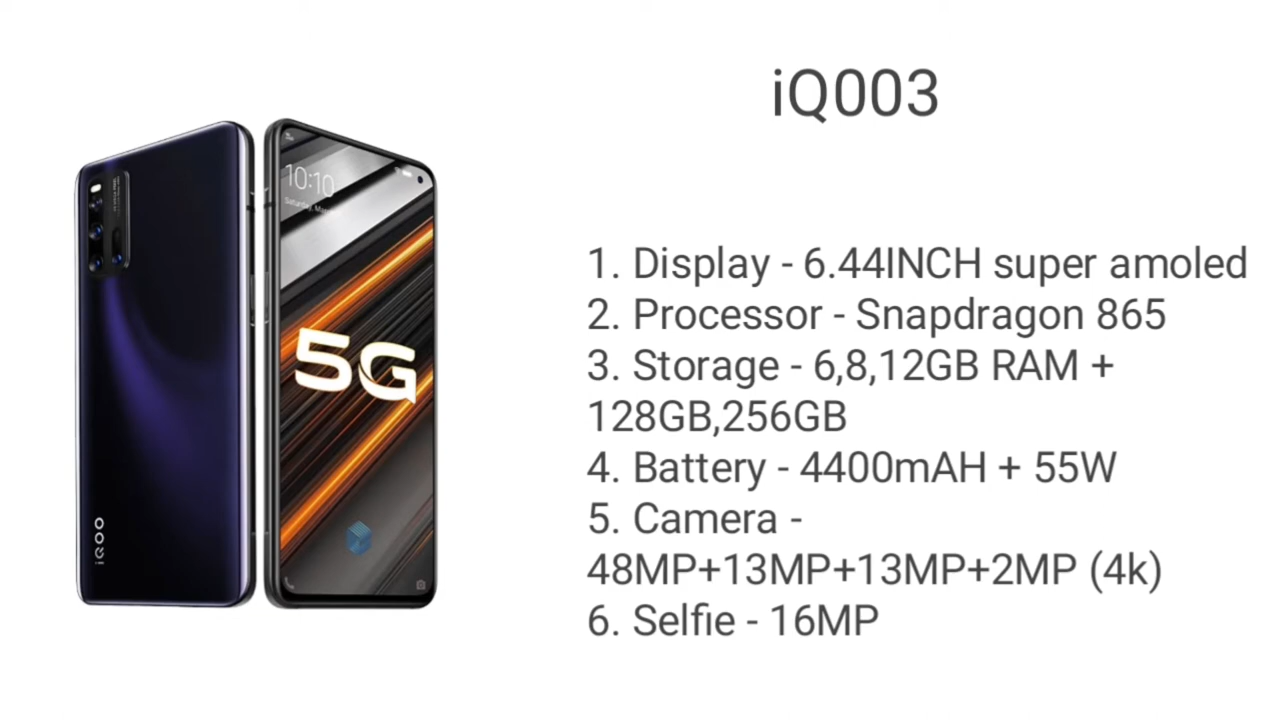 iQ003
10:10
5G
iQOO
1. Display - 6.44INCH super amoled
2. Processor - Snapdragon 865
3. Storage - 6,8,12GB RAM +
128GB,256GB
4. Battery - 4400mAH + 55W
5. Camera -
48MP+13MP+13MP+2MP (4k)
6. Selfie - 16MP